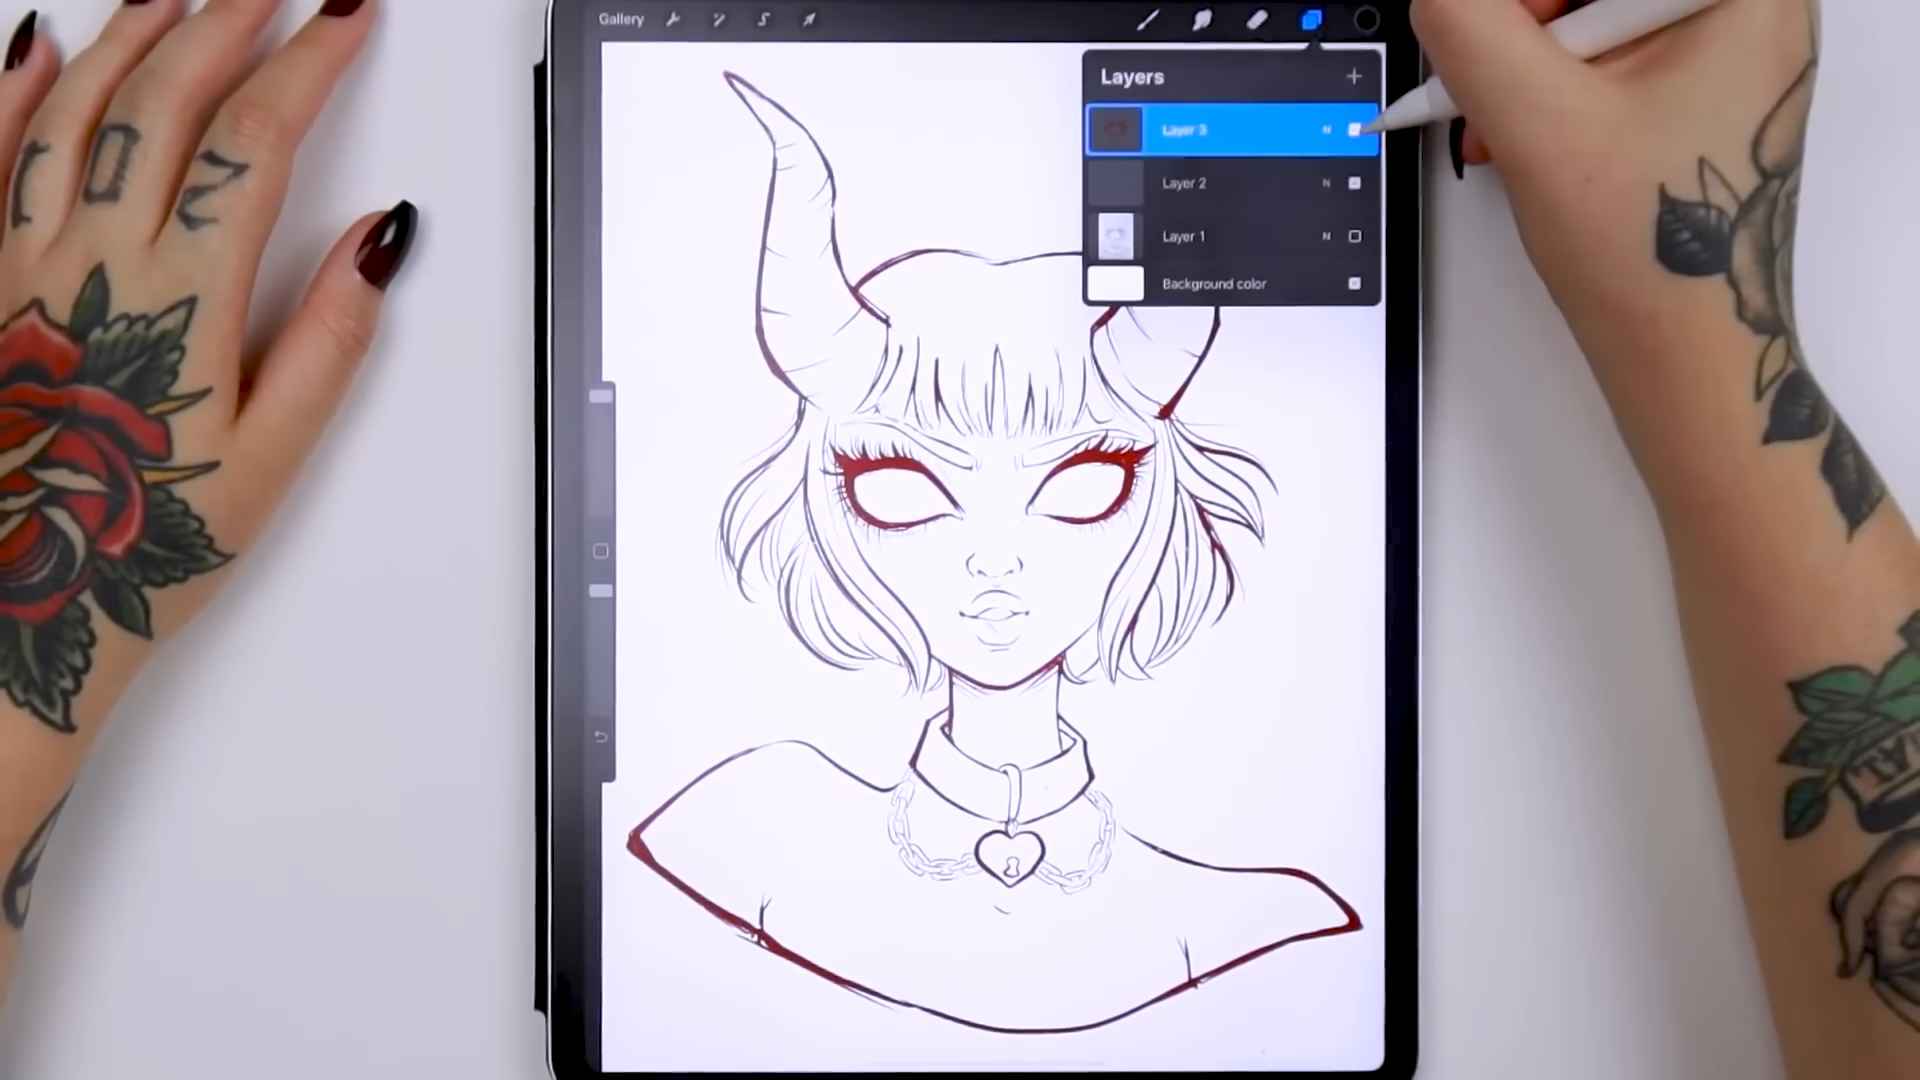 Gallery
Layers
Layer 3 N
Layer 2 N
Layer 1 N
Background color